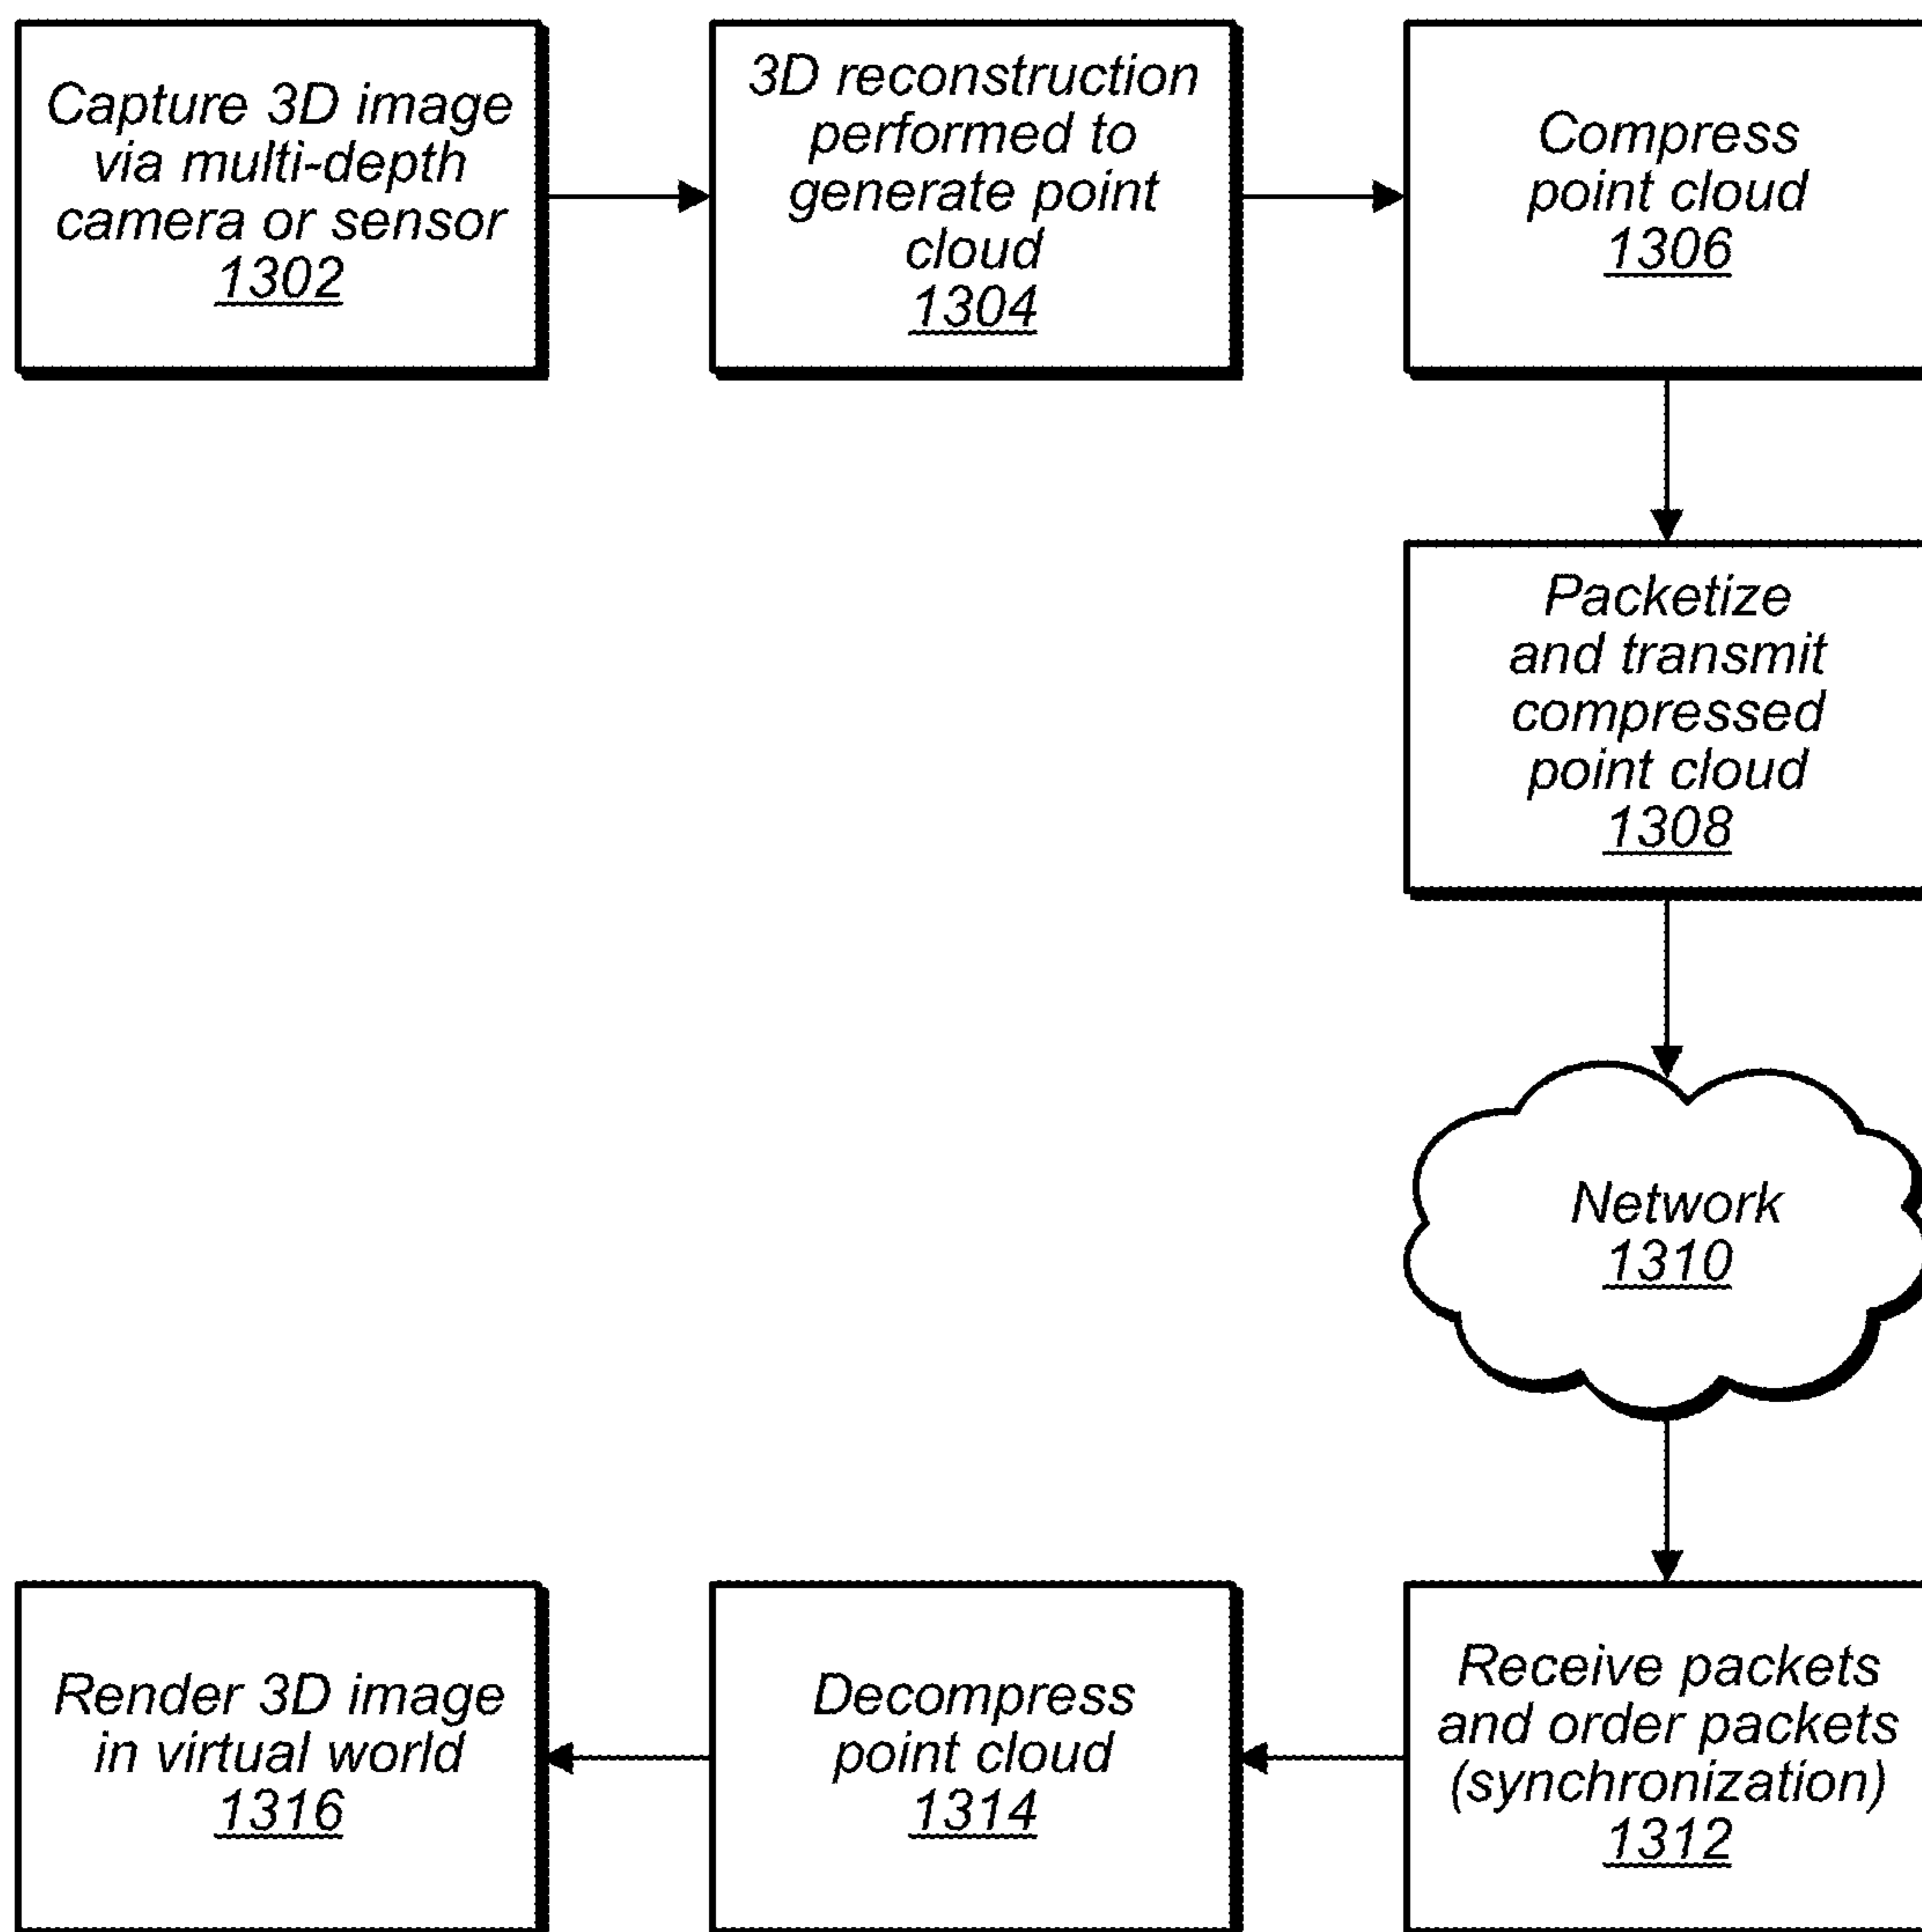 Capture 3D image
via multi-depth
camera or sensor
1302
3D reconstruction
performed to
generate point
cloud
1304
Compress
point cloud
1306
Packetize
and transmit
compressed
point cloud
1308
Network
1310
Receive packets
and order packets
(synchronization)
1312
Decompress
point cloud
1314
Render 3D image
in virtual world
1316